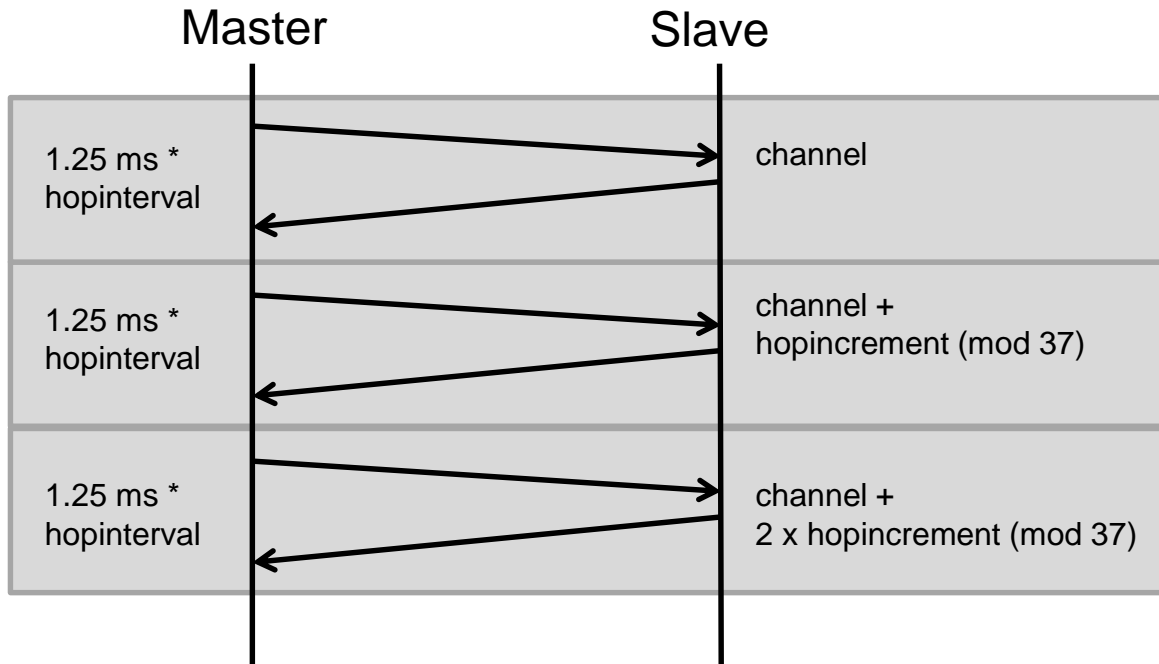 Master
Slave
1.25 ms *
hopinterval
channel
1.25 ms *
hopinterval
channel +
hopincrement (mod 37)
1.25 ms *
hopinterval
channel +
2 x hopincrement (mod 37)